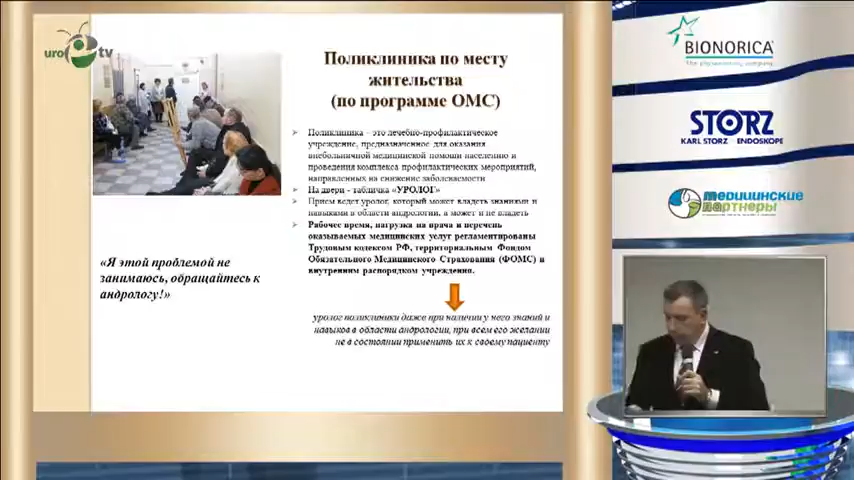 uro tv
Поликлиника по месту
жительства
(по программе ОМС)
Поликлиника – это лечебно-профилактическое
учреждение, предназначенное для оказания
внебольничной медицинской помощи населению и
проведения комплекса профилактических мероприятий,
направленных на снижение заболеваемости
На двери - табличка «УРОЛОГ»
Прием ведет уролог, который может владеть знаниями и
навыками в области андрологии, а может и не владеть
Рабочее время, нагрузка на врача и перечень
оказываемых медицинских услуг регламентированы
Трудовым кодексом РФ, территориальным Фондом
Обязательного Медицинского Страхования (ФОМС) и
внутренним распорядком учреждения.
«Я этой проблемой не
занимаюсь, обращайтесь к
андрологу!»
уролог поликлиники даже при наличии у него знаний и
навыков в области андрологии, при всем его желании
не в состоянии применить их к своему пациенту
BIONORICA®
The phytoneering company
STORZ
KARL STORZ — ENDOSKOPE
медицинские
партнеры